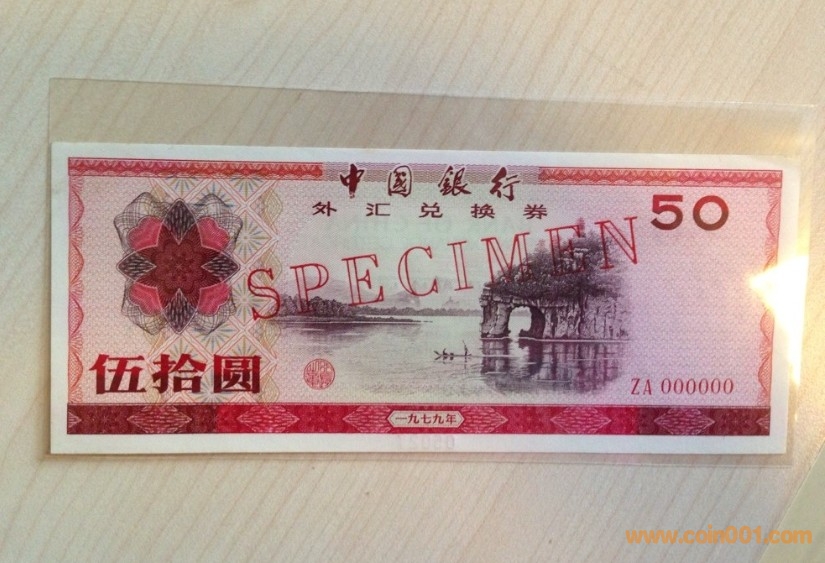 中國銀行
外汇兑换券
50
SPECIMEN
伍拾圆
ZA 000000
一九七九年
www.coin001.com